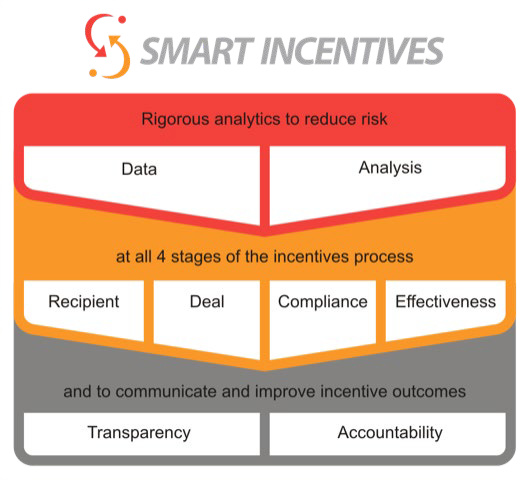 SMART INCENTIVES
Rigorous analytics to reduce risk
Data
Analysis
at all 4 stages of the incentives process
Recipient
Deal
Compliance
Effectiveness
and to communicate and improve incentive outcomes
Transparency
Accountability